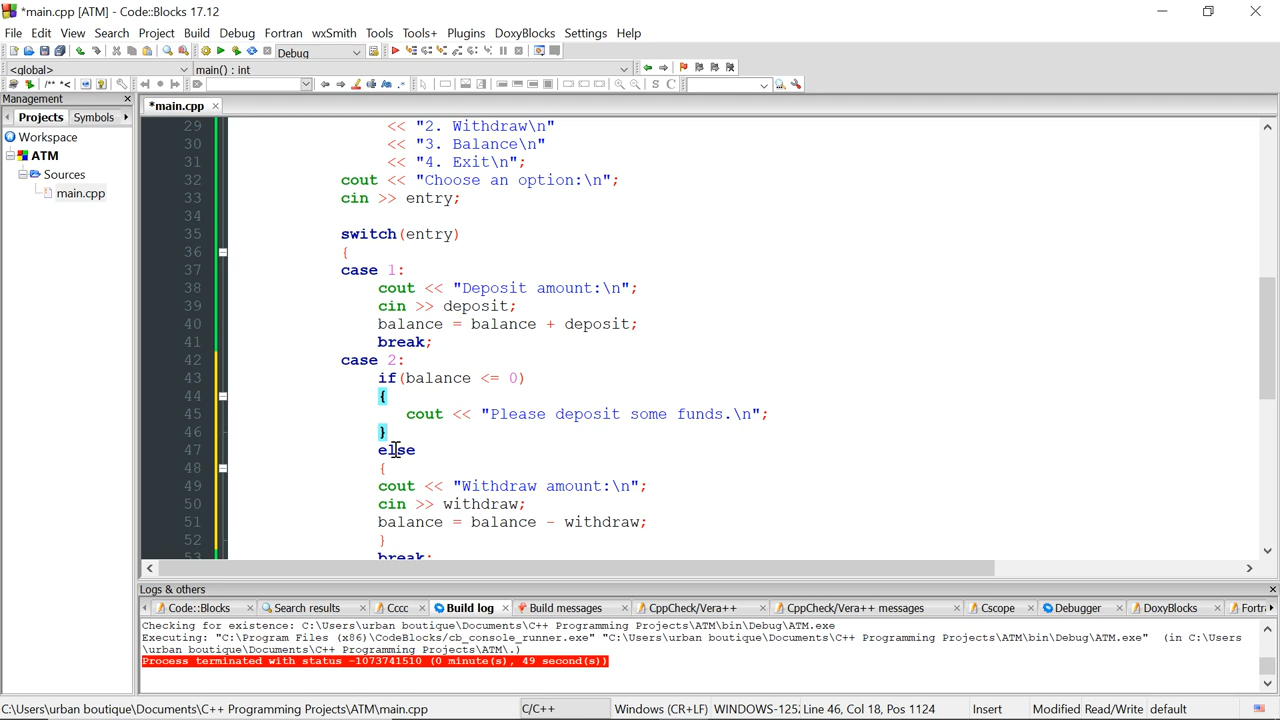 *main.cpp [ATM] - Code::Blocks 17.12
File Edit View Search Project Build Debug Fortran wxSmith Tools Tools+ Plugins DoxyBlocks Settings Help
Debug
<global> main() : int
/** *< Aa .* S C
Management
*main.cpp
Projects Symbols
Workspace
ATM
Sources
main.cpp
29 << "2. Withdraw\n"
30 << "3. Balance\n"
31 << "4. Exit\n";
32 cout << "Choose an option:\n";
33 cin >> entry;
34
35 switch(entry)
36 {
37 case 1:
38 cout << "Deposit amount:\n";
39 cin >> deposit;
40 balance = balance + deposit;
41 break;
42 case 2:
43 if(balance <= 0)
44 {
45 cout << "Please deposit some funds.\n";
46 }
47 else
48 {
49 cout << "Withdraw amount:\n";
50 cin >> withdraw;
51 balance = balance - withdraw;
52 }
53 break;
Logs & others
Code::Blocks Search results Cccc Build log Build messages CppCheck/Vera++ CppCheck/Vera++ messages Cscope Debugger DoxyBlocks Fortri
Checking for existence: C:\Users\urban boutique\Documents\C++ Programming Projects\ATM\bin\Debug\ATM.exe
Executing: "C:\Program Files (x86)\CodeBlocks/cb_console_runner.exe" "C:\Users\urban boutique\Documents\C++ Programming Projects\ATM\bin\Debug\ATM.exe" (in C:\Users
\urban boutique\Documents\C++ Programming Projects\ATM\.)
Process terminated with status -1073741510 (0 minute(s), 49 second(s))
C:\Users\urban boutique\Documents\C++ Programming Projects\ATM\main.cpp C/C++ Windows (CR+LF) WINDOWS-1252 Line 46, Col 18, Pos 1124 Insert Modified Read/Write default